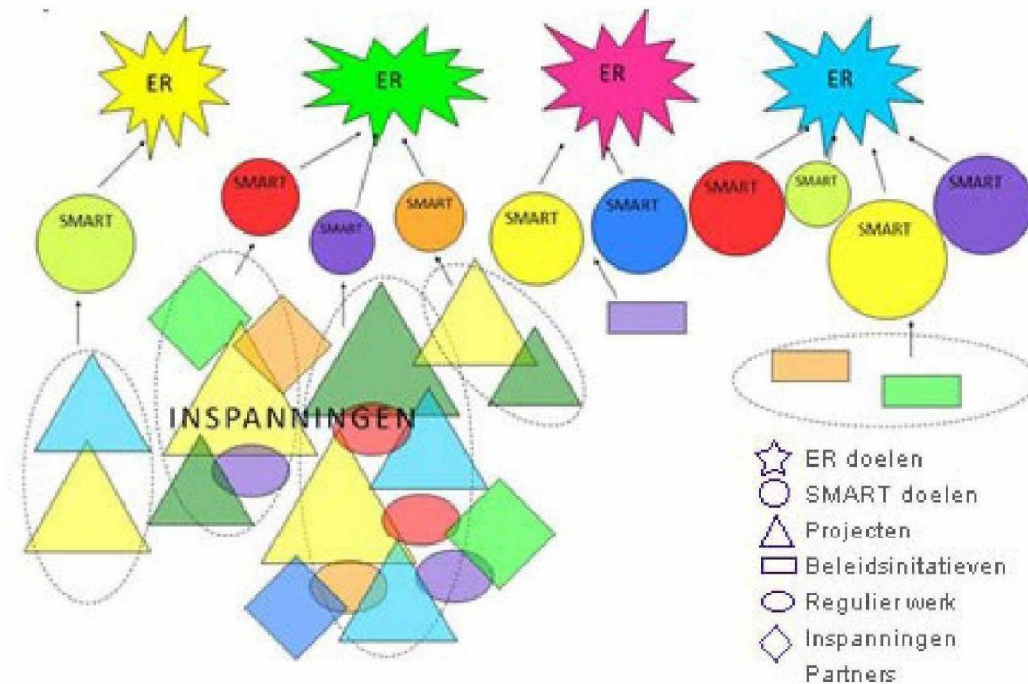 ER
ER
ER
ER
SMART
SMART
SMART
SMART
SMART
SMART
SMART
SMART
SMART
SMART
INSPANNINGEN
ER doelen
SMART doelen
Projecten
Beleidsinitatieven
Regulier werk
Inspanningen
Partners